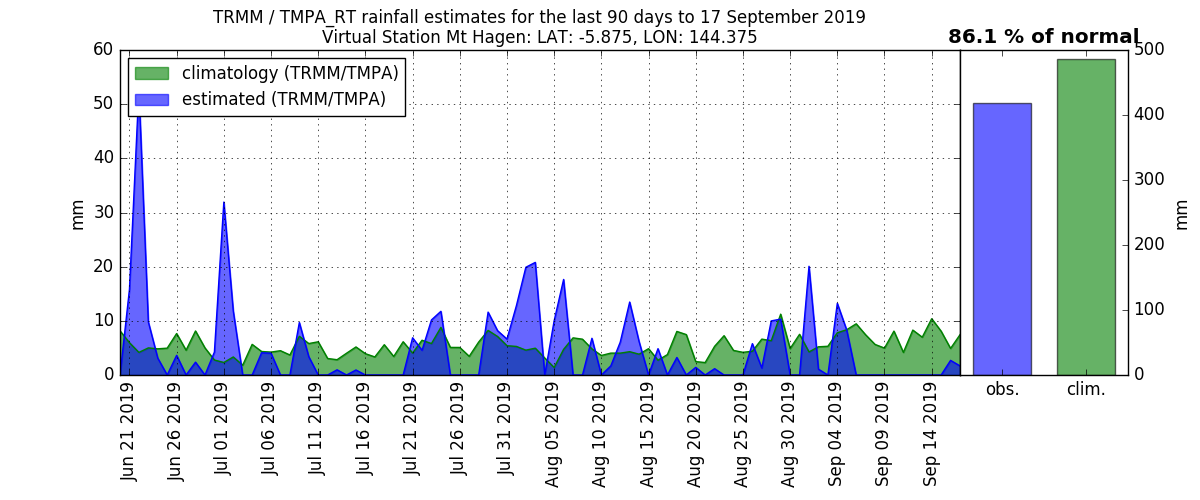 TRMM / TMPA_RT rainfall estimates for the last 90 days to 17 September 2019
Virtual Station Mt Hagen: LAT: -5.875, LON: 144.375
86.1 % of normal
climatology (TRMM/TMPA)
estimated (TRMM/TMPA)
mm
60
50
40
30
20
10
0
Jun 21 2019
Jun 26 2019
Jul 01 2019
Jul 06 2019
Jul 11 2019
Jul 16 2019
Jul 21 2019
Jul 26 2019
Jul 31 2019
Aug 05 2019
Aug 10 2019
Aug 15 2019
Aug 20 2019
Aug 25 2019
Aug 30 2019
Sep 04 2019
Sep 09 2019
Sep 14 2019
obs.
clim.
500
400
300
200
100
0
mm